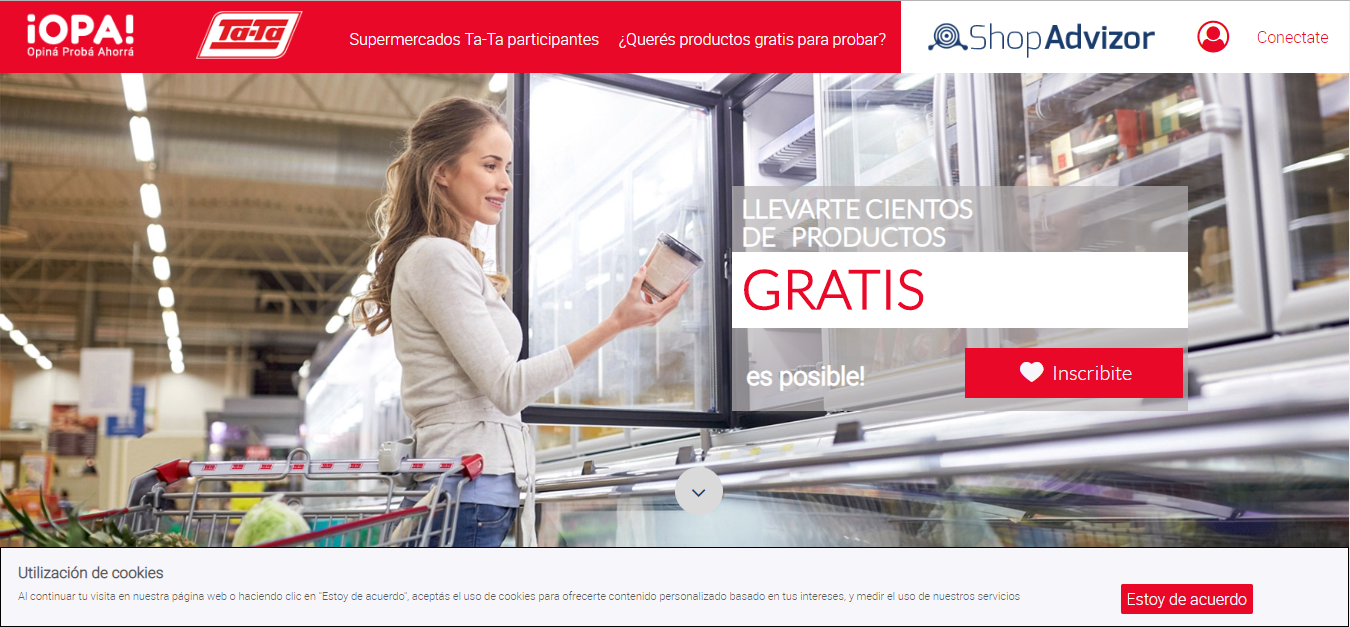 ¡OPA!
Opiná Probá Ahorrá
Ta-Ta
Supermercados Ta-Ta participantes
¿Querés productos gratis para probar?
ShopAdvizor
Conectate
LLEVARTE CIENTOS
DE PRODUCTOS
GRATIS
es posible!
Inscribite
Utilización de cookies
Al continuar tu visita en nuestra página web o haciendo clic en "Estoy de acuerdo", aceptás el uso de cookies para ofrecerte contenido personalizado basado en tus intereses, y medir el uso de nuestros servicios
Estoy de acuerdo